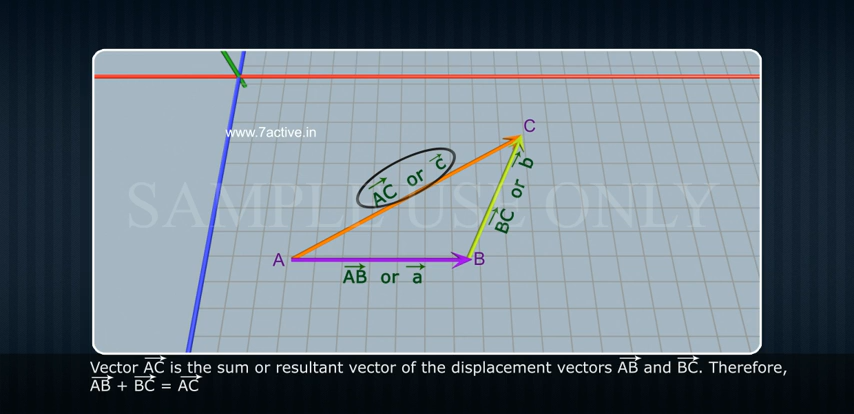 C
www.7active.in
AC or c
BC or b
SAMPLE USE ONLY
A
B
AB or a
Vector AC is the sum or resultant vector of the displacement vectors AB and BC. Therefore,
AB + BC = AC